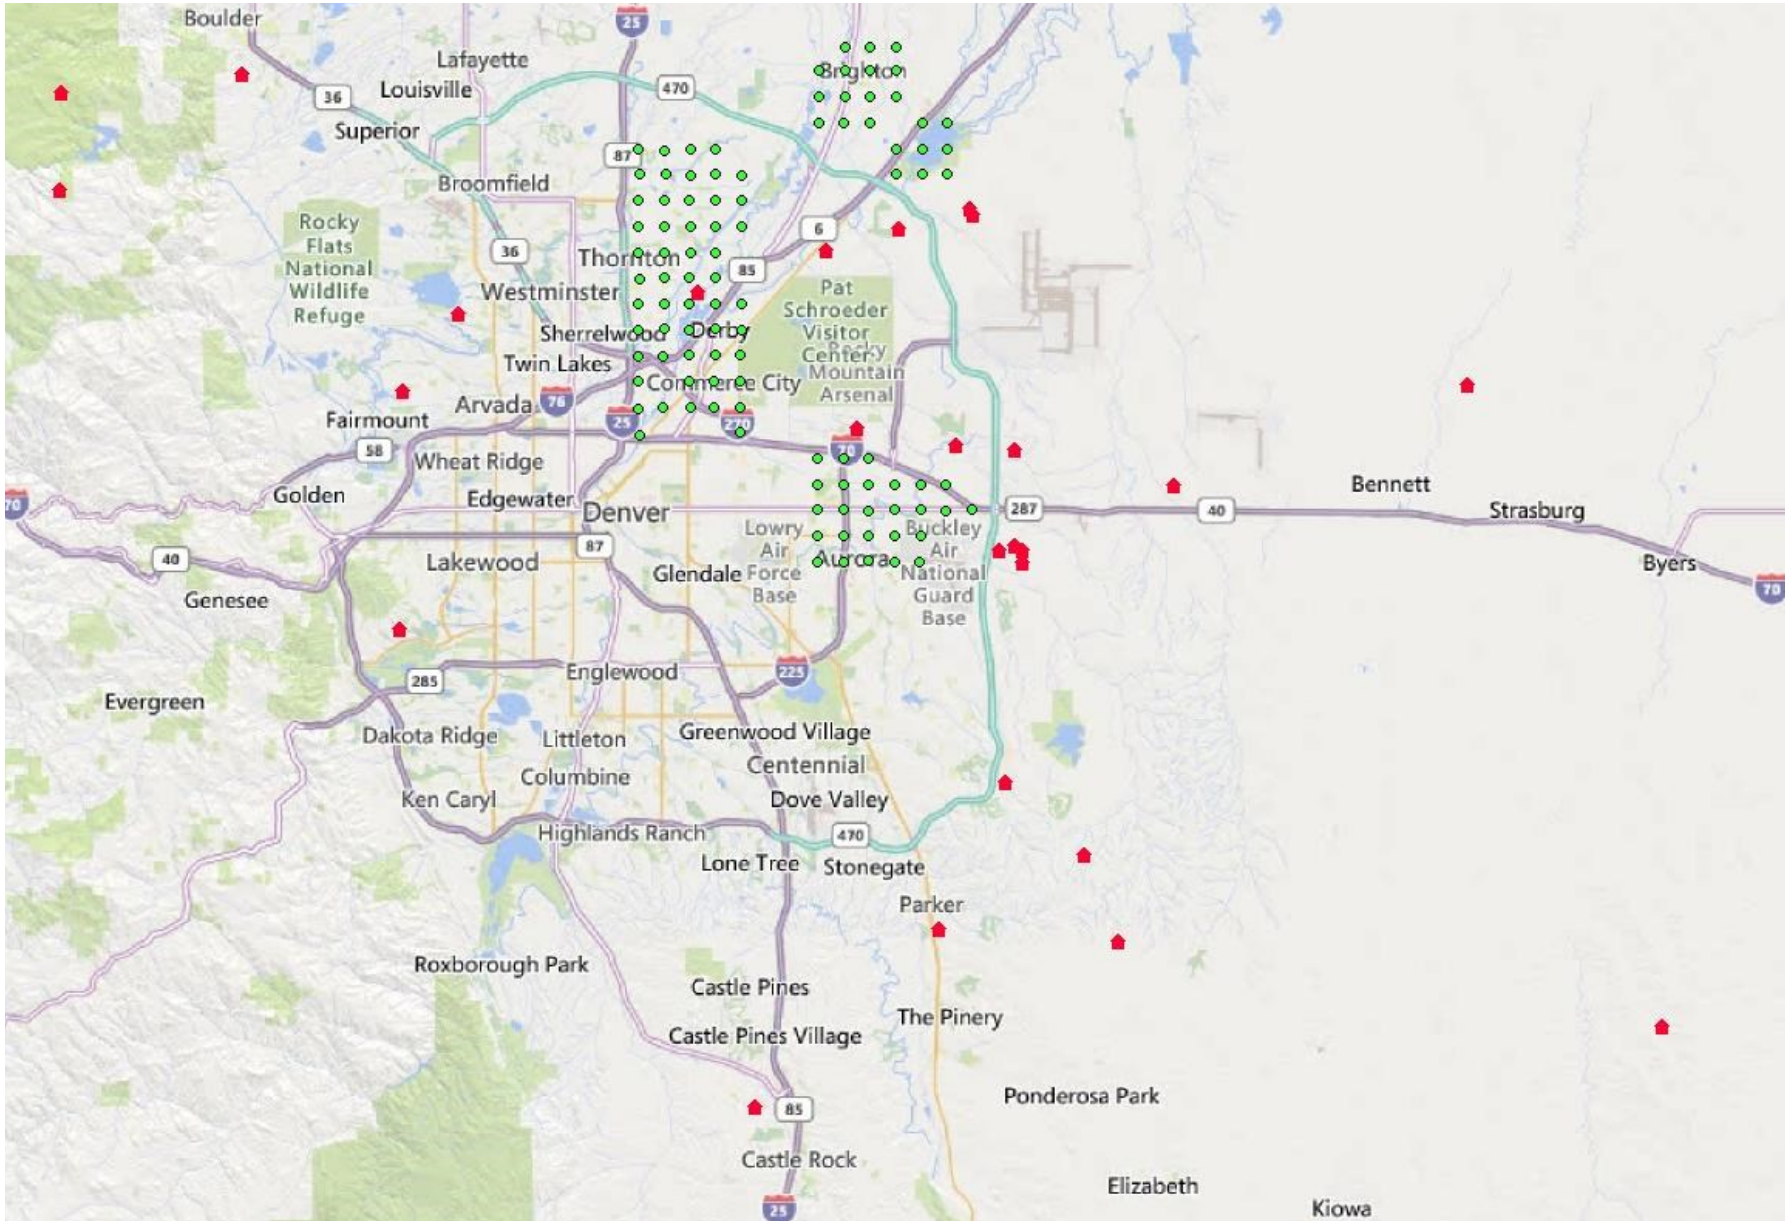 Boulder
25
Lafayette
470
Brighton
Louisville
36
Superior
87
Broomfield
Rocky
Flats
National
Wildlife
Refuge
36
6
Thornton
85
Westminster
Pat
Schroeder
Visitor
Center
Rocky
Mountain
Arsenal
Sherrelwood
Derby
Twin Lakes
Commerce City
Arvada
76
Fairmount
25
270
58
70
Wheat Ridge
Golden
Edgewater
70
Denver
287
40
Bennett
Strasburg
Lowry
Air
Force
Base
Buckley
Air
National
Guard
Base
87
40
Lakewood
Glendale
Aurora
Byers
70
Genesee
Englewood
225
285
Evergreen
Dakota Ridge
Littleton
Greenwood Village
Columbine
Centennial
Ken Caryl
Dove Valley
Highlands Ranch
470
Lone Tree
Stonegate
Parker
Roxborough Park
Castle Pines
The Pinery
Castle Pines Village
Ponderosa Park
85
Castle Rock
Elizabeth
25
Kiowa